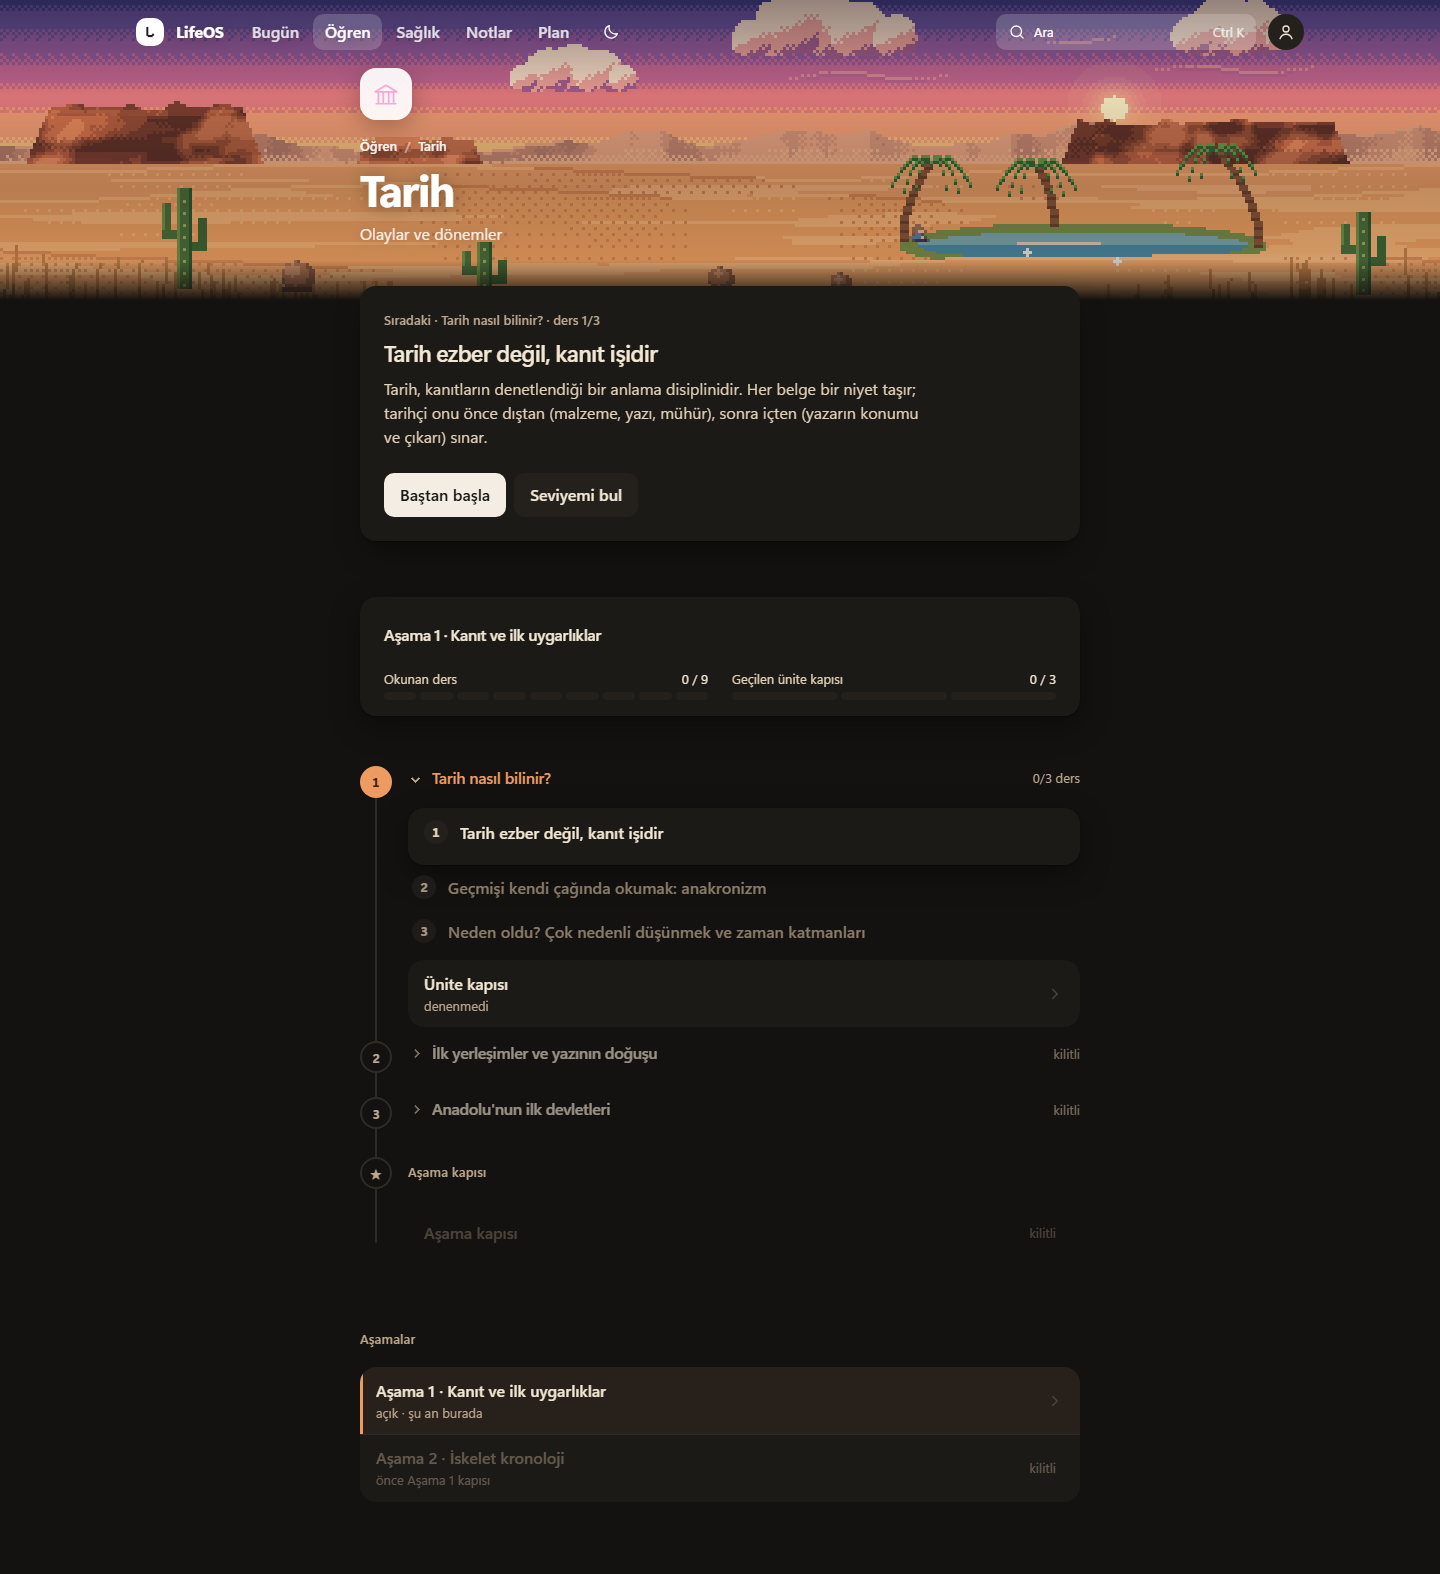 LifeOS Bugün Öğren Sağlık Notlar Plan Ara Ctrl K
Öğren / Tarih
Tarih
Olaylar ve dönemler
Sıradaki · Tarih nasıl bilinir? · ders 1/3
Tarih ezber değil, kanıt işidir
Tarih, kanıtların denetlendiği bir anlama disiplinidir. Her belge bir niyet taşır;
tarihçi onu önce dıştan (malzeme, yazı, mühür), sonra içten (yazarın konumu
ve çıkarı) sınar.
Baştan başla Seviyemi bul
Aşama 1 · Kanıt ve ilk uygarlıklar
Okunan ders 0 / 9 Geçilen ünite kapısı 0 / 3
1 Tarih nasıl bilinir? 0/3 ders
1 Tarih ezber değil, kanıt işidir
2 Geçmişi kendi çağında okumak: anakronizm
3 Neden oldu? Çok nedenli düşünmek ve zaman katmanları
Ünite kapısı
denenmedi
2 İlk yerleşimler ve yazının doğuşu kilitli
3 Anadolu'nun ilk devletleri kilitli
★ Aşama kapısı
Aşama kapısı kilitli
Aşamalar
Aşama 1 · Kanıt ve ilk uygarlıklar
açık · şu an burada
Aşama 2 · İskelet kronoloji
önce Aşama 1 kapısı
kilitli